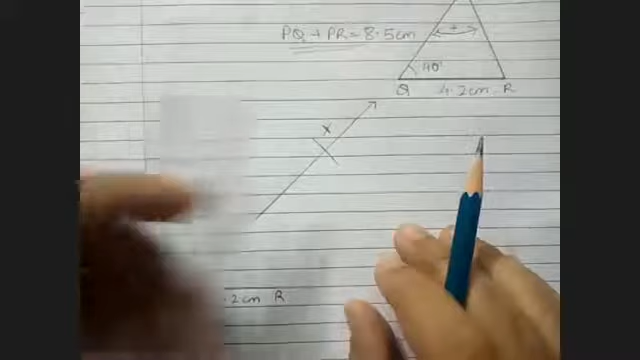 PQ + PR = 8.5cm
+
40°
Q 4.2cm R
X
.2cm R